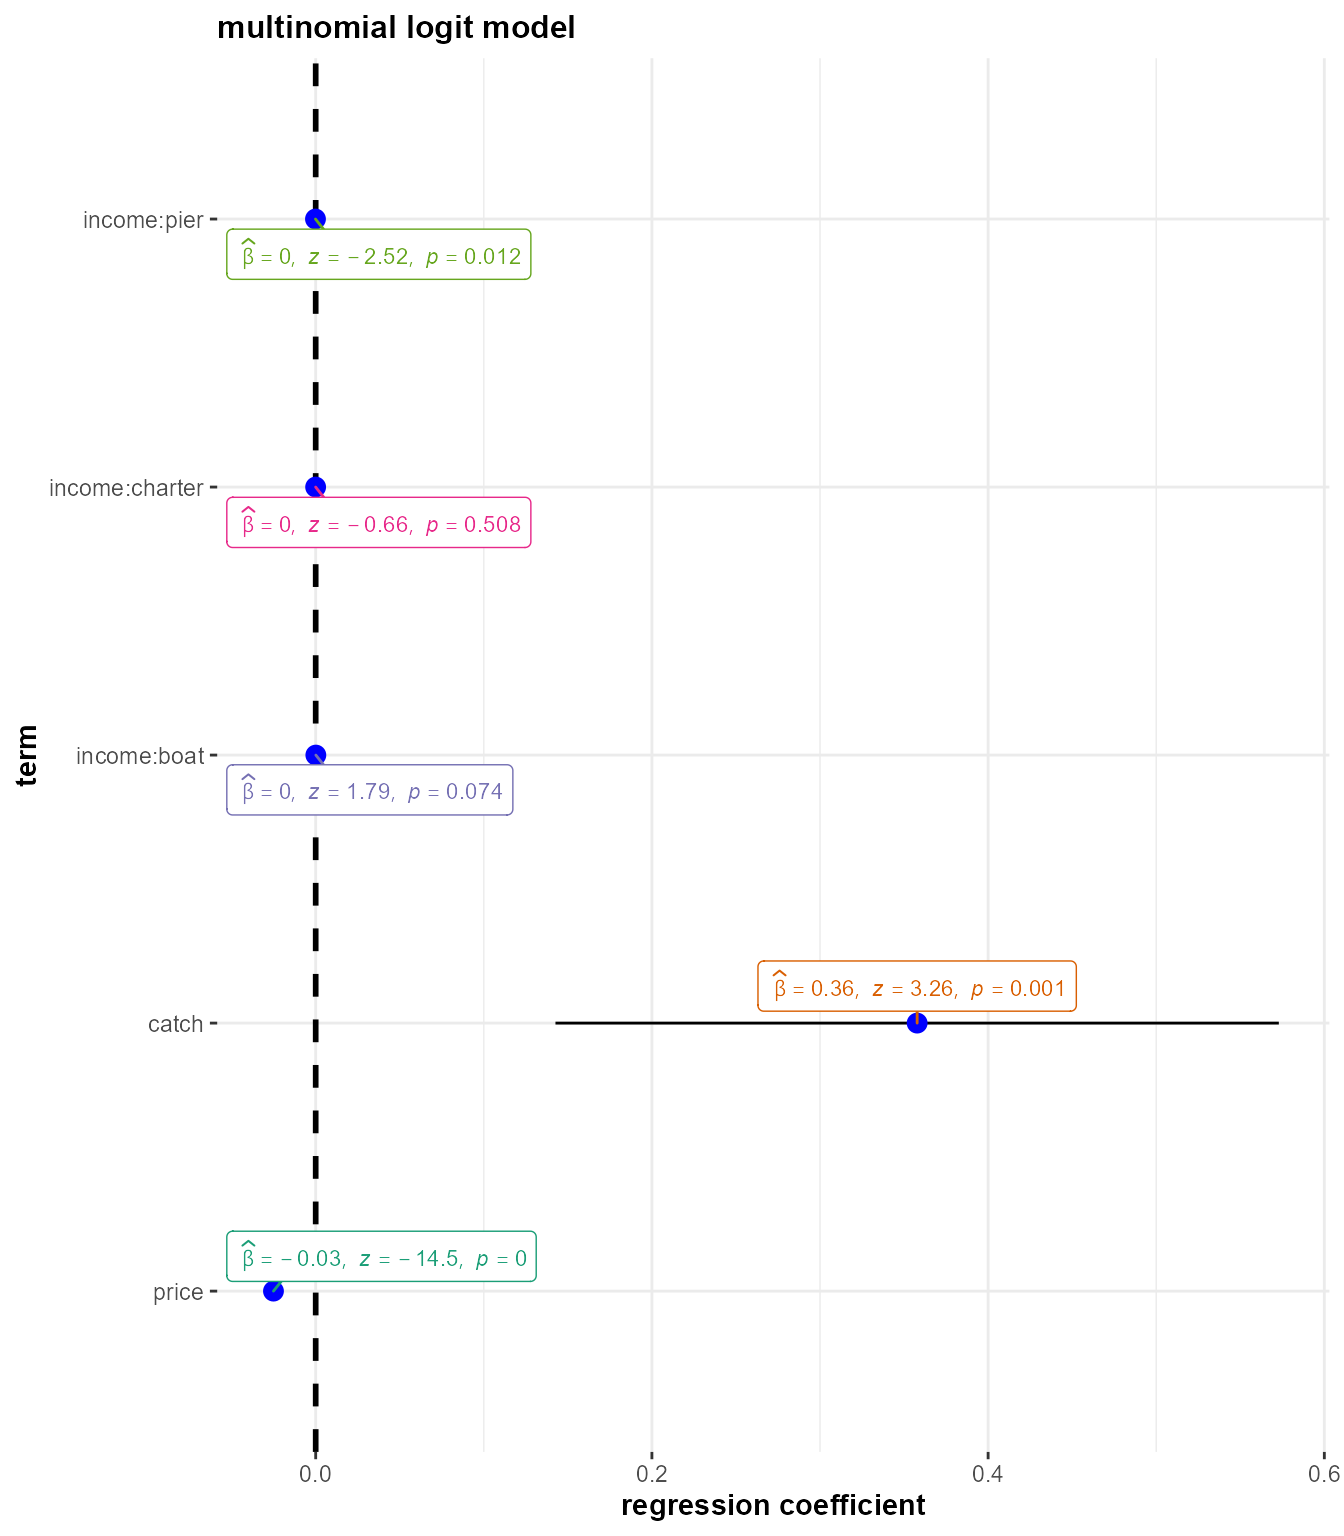 multinomial logit model
income:pier
β̂ = 0, z = −2.52, p = 0.012
income:charter
β̂ = 0, z = −0.66, p = 0.508
income:boat
β̂ = 0, z = 1.79, p = 0.074
term
catch
β̂ = 0.36, z = 3.26, p = 0.001
price
β̂ = −0.03, z = −14.5, p = 0
0.0 0.2 0.4 0.6
regression coefficient